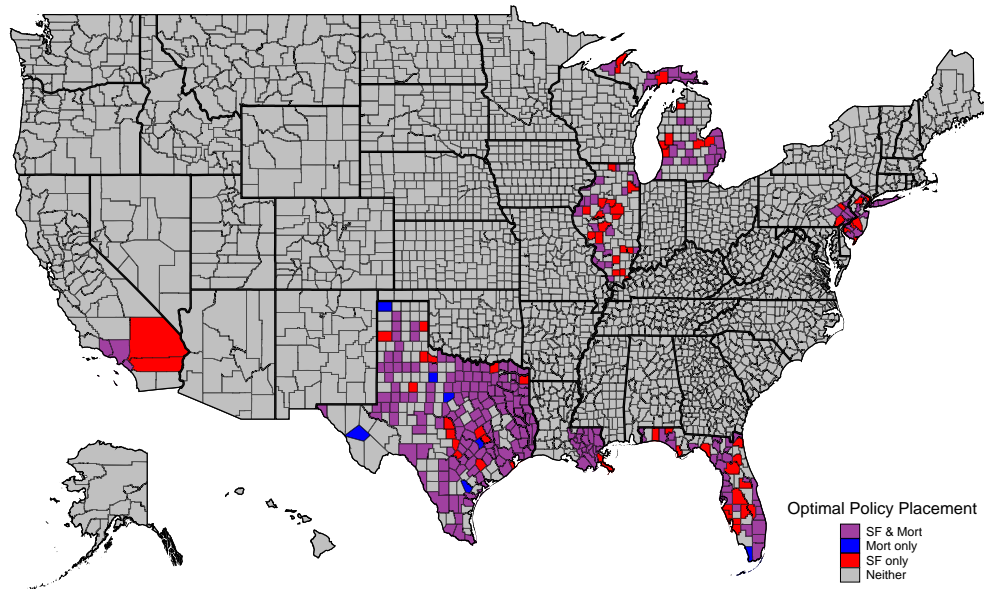 Optimal Policy Placement
SF & Mort
Mort only
SF only
Neither